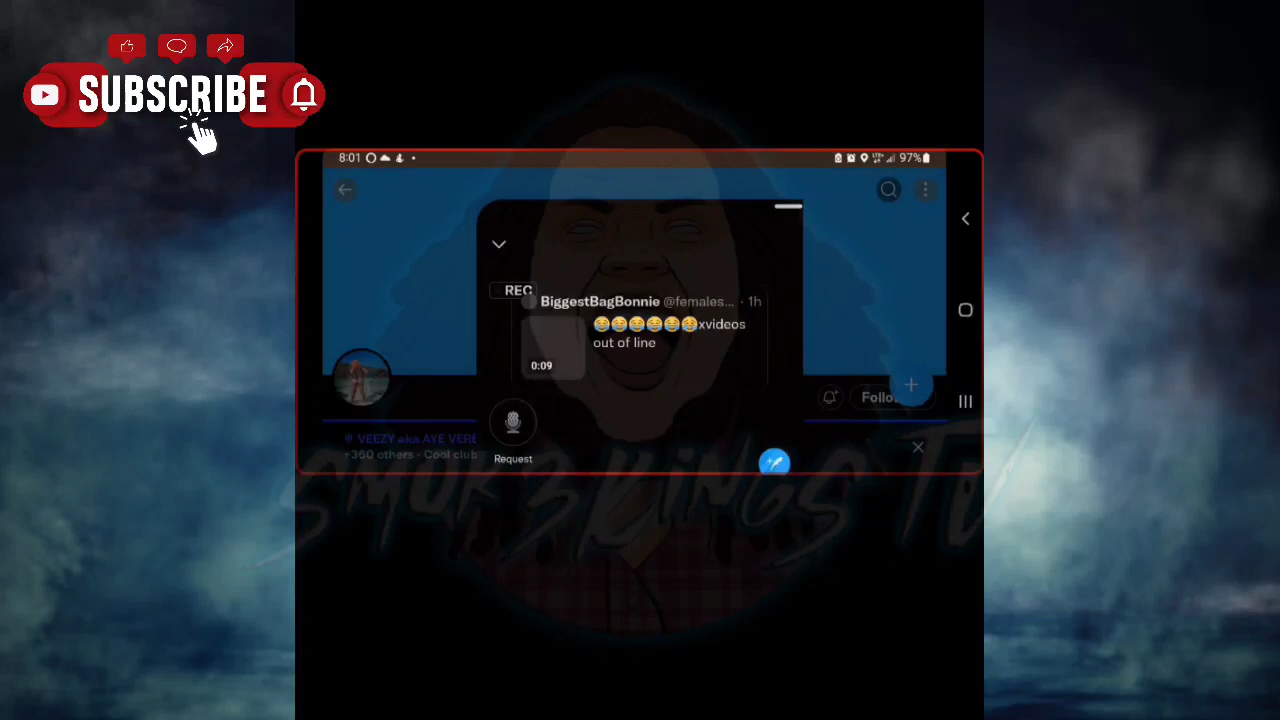 SUBSCRIBE
8:01
97%
REC
BiggestBagBonnie @females... · 1h
😂😂😂😂😂😂xvideos
out of line
0:09
Follo
Request
VEEZY aka AYE VERE
+360 others · Cool club